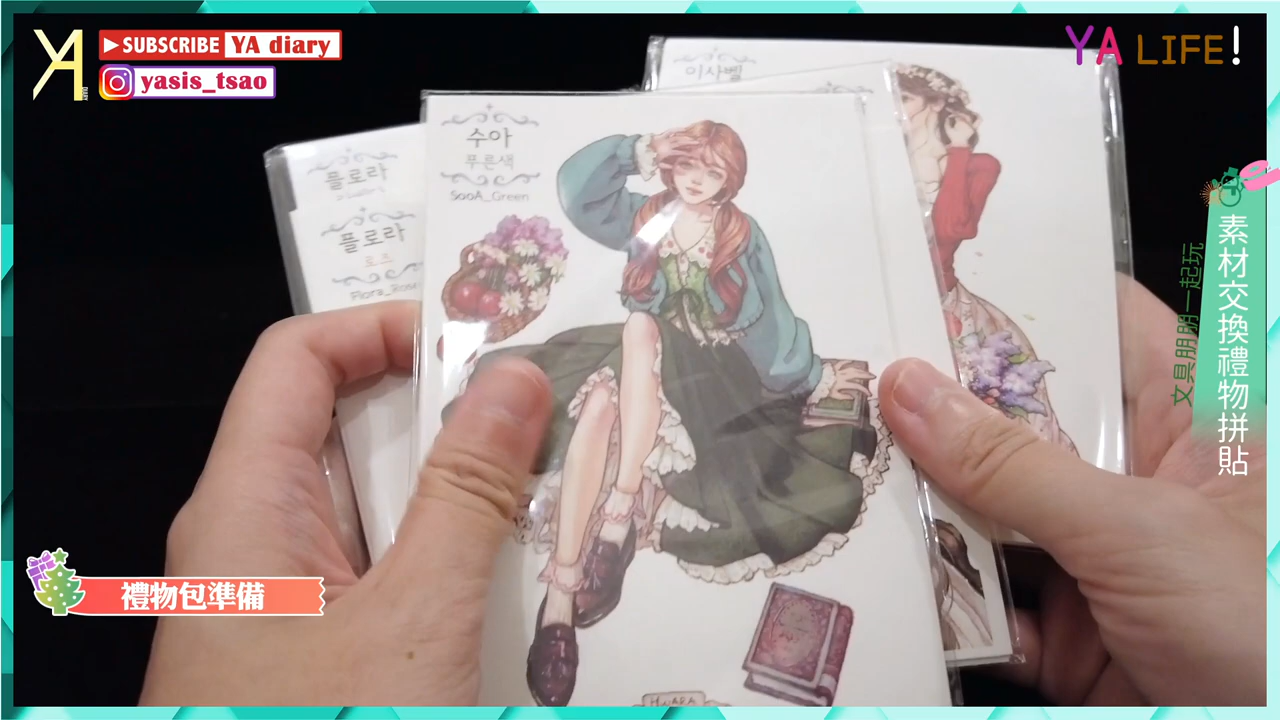 YA
DIARY
SUBSCRIBE YA diary
yasis_tsao
YA LIFE!
이사벨
플로라
플로라
로즈
Flora_Rose
수아
푸른색
SooA_Green
素材交換禮物拼貼
文具朋朋一起玩
禮物包準備